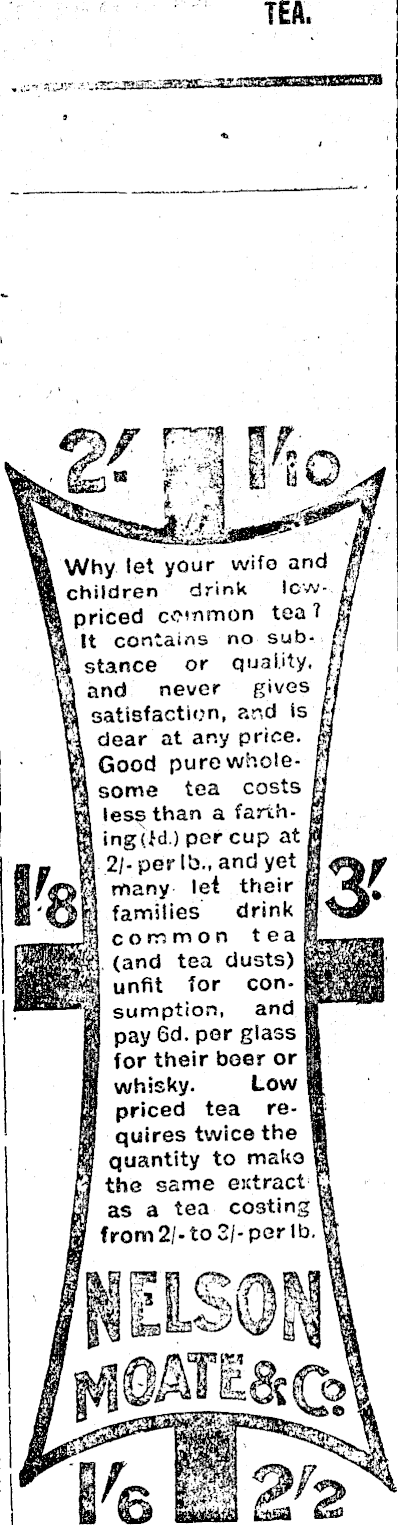 TEA.
2/- 1/10
Why let your wife and
children drink low-
priced common tea?
It contains no sub-
stance or quality,
and never gives
satisfaction, and is
dear at any price.
Good pure whole-
some tea costs
less than a farth-
ing (¼d.) per cup at
2/- per lb., and yet
many let their
families drink
common tea
(and tea dusts)
unfit for con-
sumption, and
pay 6d. per glass
for their beer or
whisky. Low
priced tea re-
quires twice the
quantity to make
the same extract
as a tea costing
from 2/- to 3/- per lb.
1/8 3/-
NELSON
MOATE & Co.
1/6 2/2